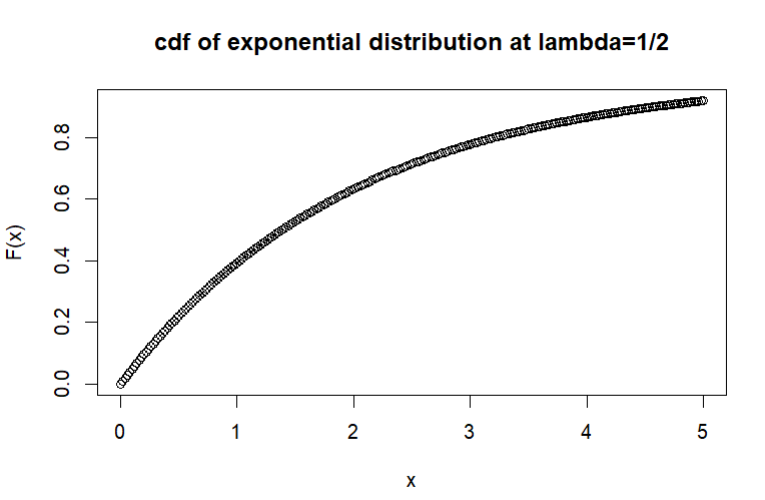 cdf of exponential distribution at lambda=1/2
F(x)
0.8
0.6
0.4
0.2
0.0
0 1 2 3 4 5
x